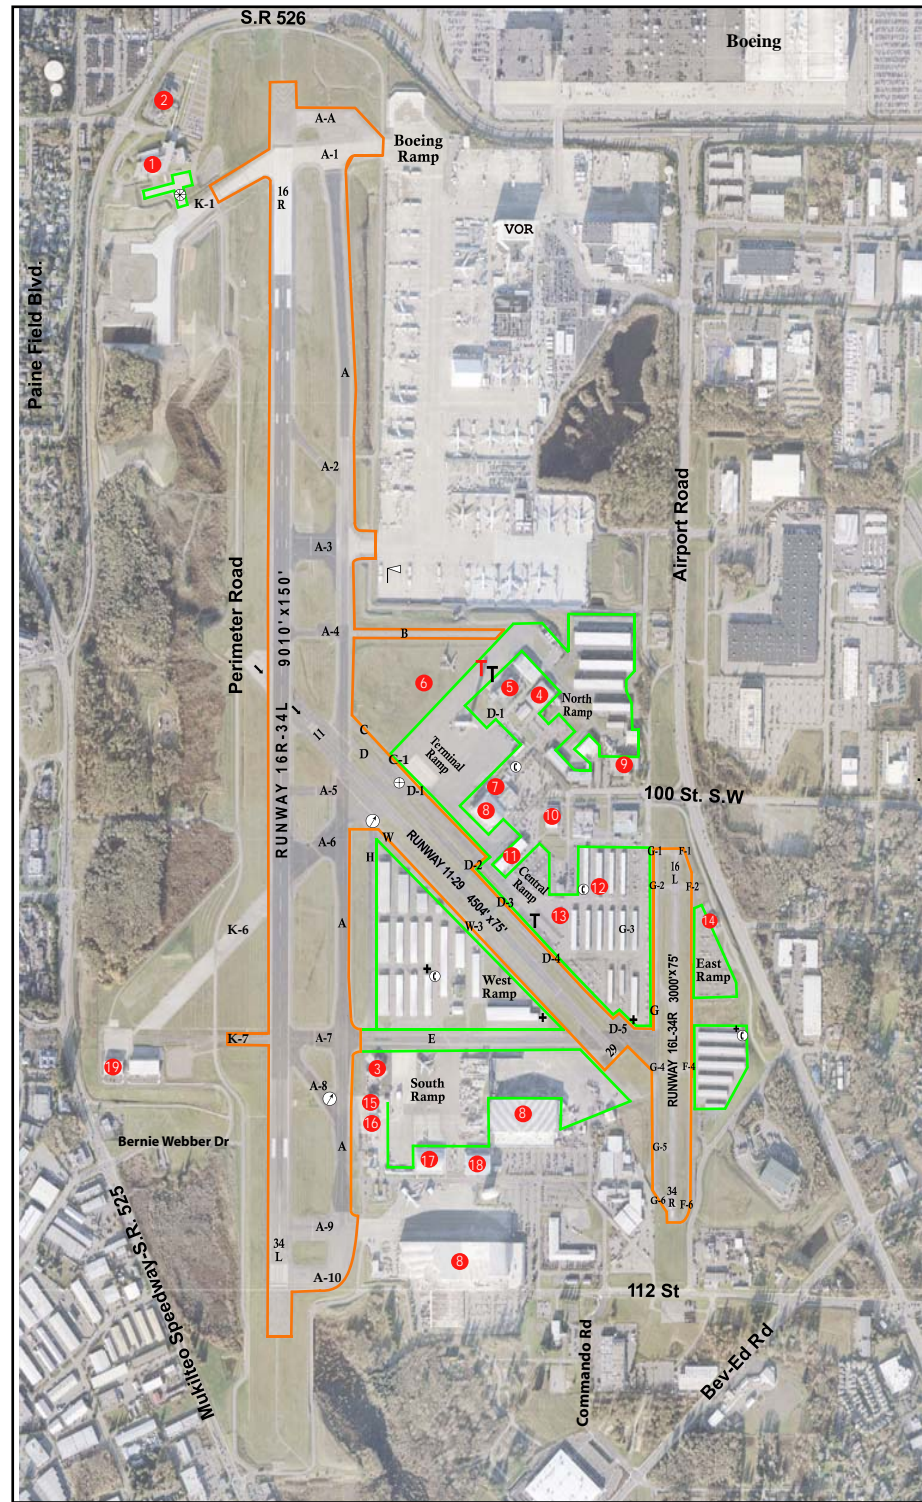 S.R 526
Boeing
2
A-A
Boeing
Ramp
A-1
1
16
R
K-1
VOR
Paine Field Blvd.
A
A-2
Airport Road
A-3
Perimeter Road
9010'x150'
A-4
B
T
T
6
5
4
North
Ramp
D-1
RUNWAY 16R-34L
C
11
D
Terminal
Ramp
C-1
9
A-5
D-1
7
100 St. S.W
8
10
W
A-6
RUNWAY 11-29 4504'x75'
H
11
G-1
F-1
D-2
16
L
Central
Ramp
12
G-2
F-2
D-3
13
T
14
A
K-6
W-3
G-3
D-4
East
Ramp
West
Ramp
G
RUNWAY 16L-34R 3000'X75'
K-7
A-7
E
D-5
29
19
3
G-4
F-4
A-8
South
Ramp
15
16
8
Bernie Webber Dr
A
G-5
17
18
34
R
G-6
F-6
Mukilteo Speedway-S.R. 525
A-9
34
L
8
A-10
112 St
Commando Rd
Bev-Ed Rd